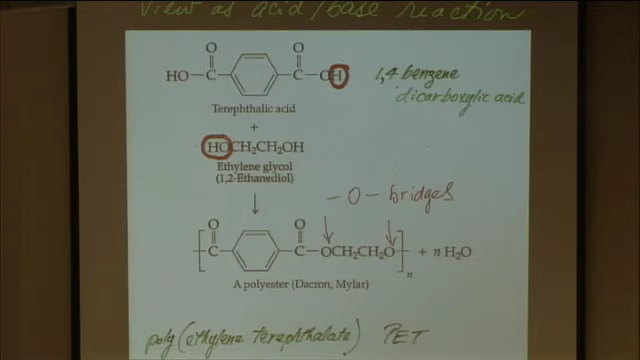 View as acid/base reaction
O O
HO—C C—OH 1,4 benzene
dicarboxylic acid
Terephthalic acid
+
HOCH₂CH₂OH
Ethylene glycol
(1,2-Ethanediol)
— O — bridges
O O
C C—OCH₂CH₂O + n H₂O
n
A polyester (Dacron, Mylar)
poly (ethylene terephthalate) PET